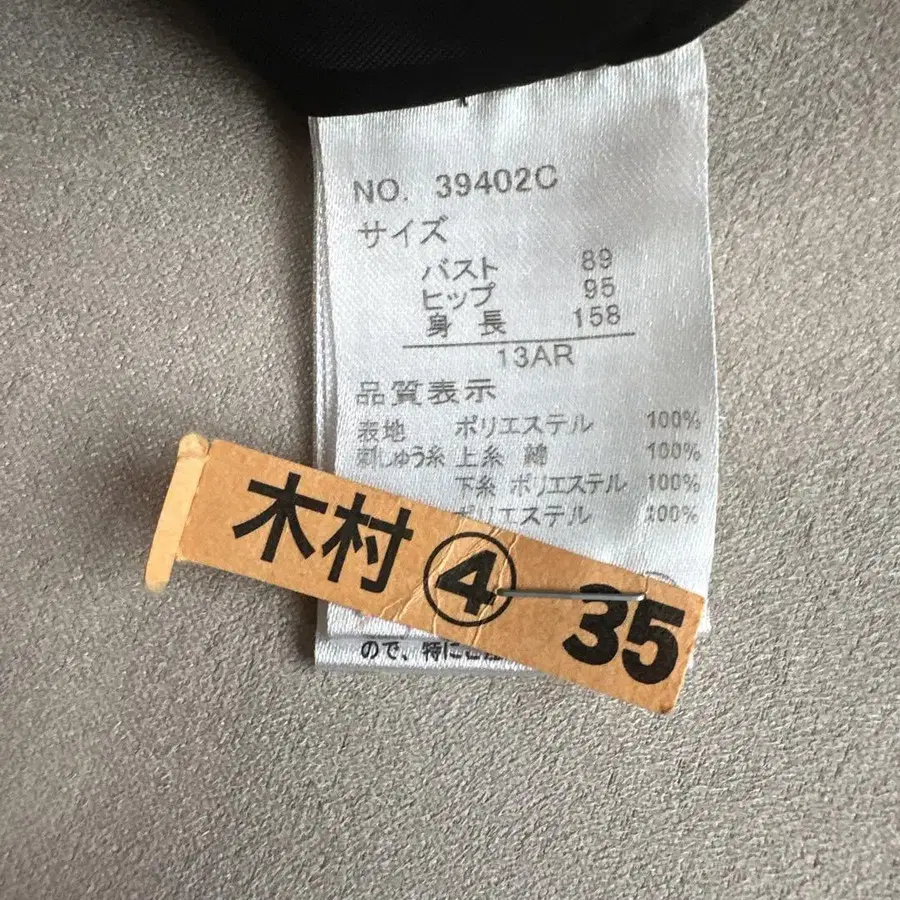 NO. 39402C
サイズ
バスト 89
ヒップ 95
身長 158
13AR
品質表示
表地 ポリエステル 100%
刺しゅう糸 上糸 綿 100%
下糸 ポリエステル 100%
ポリエステル 100%
木村 ④ 35
ので、特に